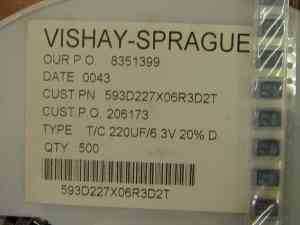 VISHAY-SPRAGUE
OUR P.O. 8351399
DATE 0043
CUST.PN 593D227X06R3D2T
CUST.P.O. 206173
TYPE T/C 220UF/6 3V 20% D
QTY 500
593D227X06R3D2T